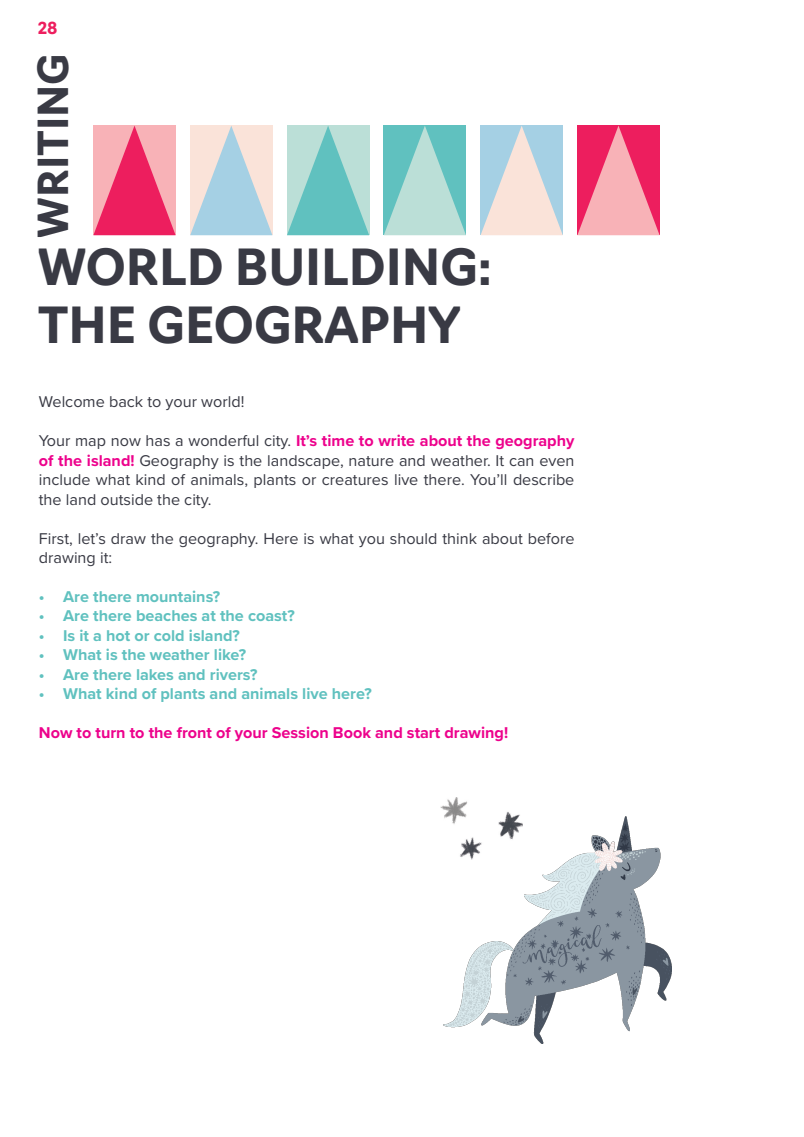 28
WRITING
WORLD BUILDING:
THE GEOGRAPHY
Welcome back to your world!
Your map now has a wonderful city. It's time to write about the geography
of the island! Geography is the landscape, nature and weather. It can even
include what kind of animals, plants or creatures live there. You'll describe
the land outside the city.
First, let's draw the geography. Here is what you should think about before
drawing it:
• Are there mountains?
• Are there beaches at the coast?
• Is it a hot or cold island?
• What is the weather like?
• Are there lakes and rivers?
• What kind of plants and animals live here?
Now to turn to the front of your Session Book and start drawing!
magical